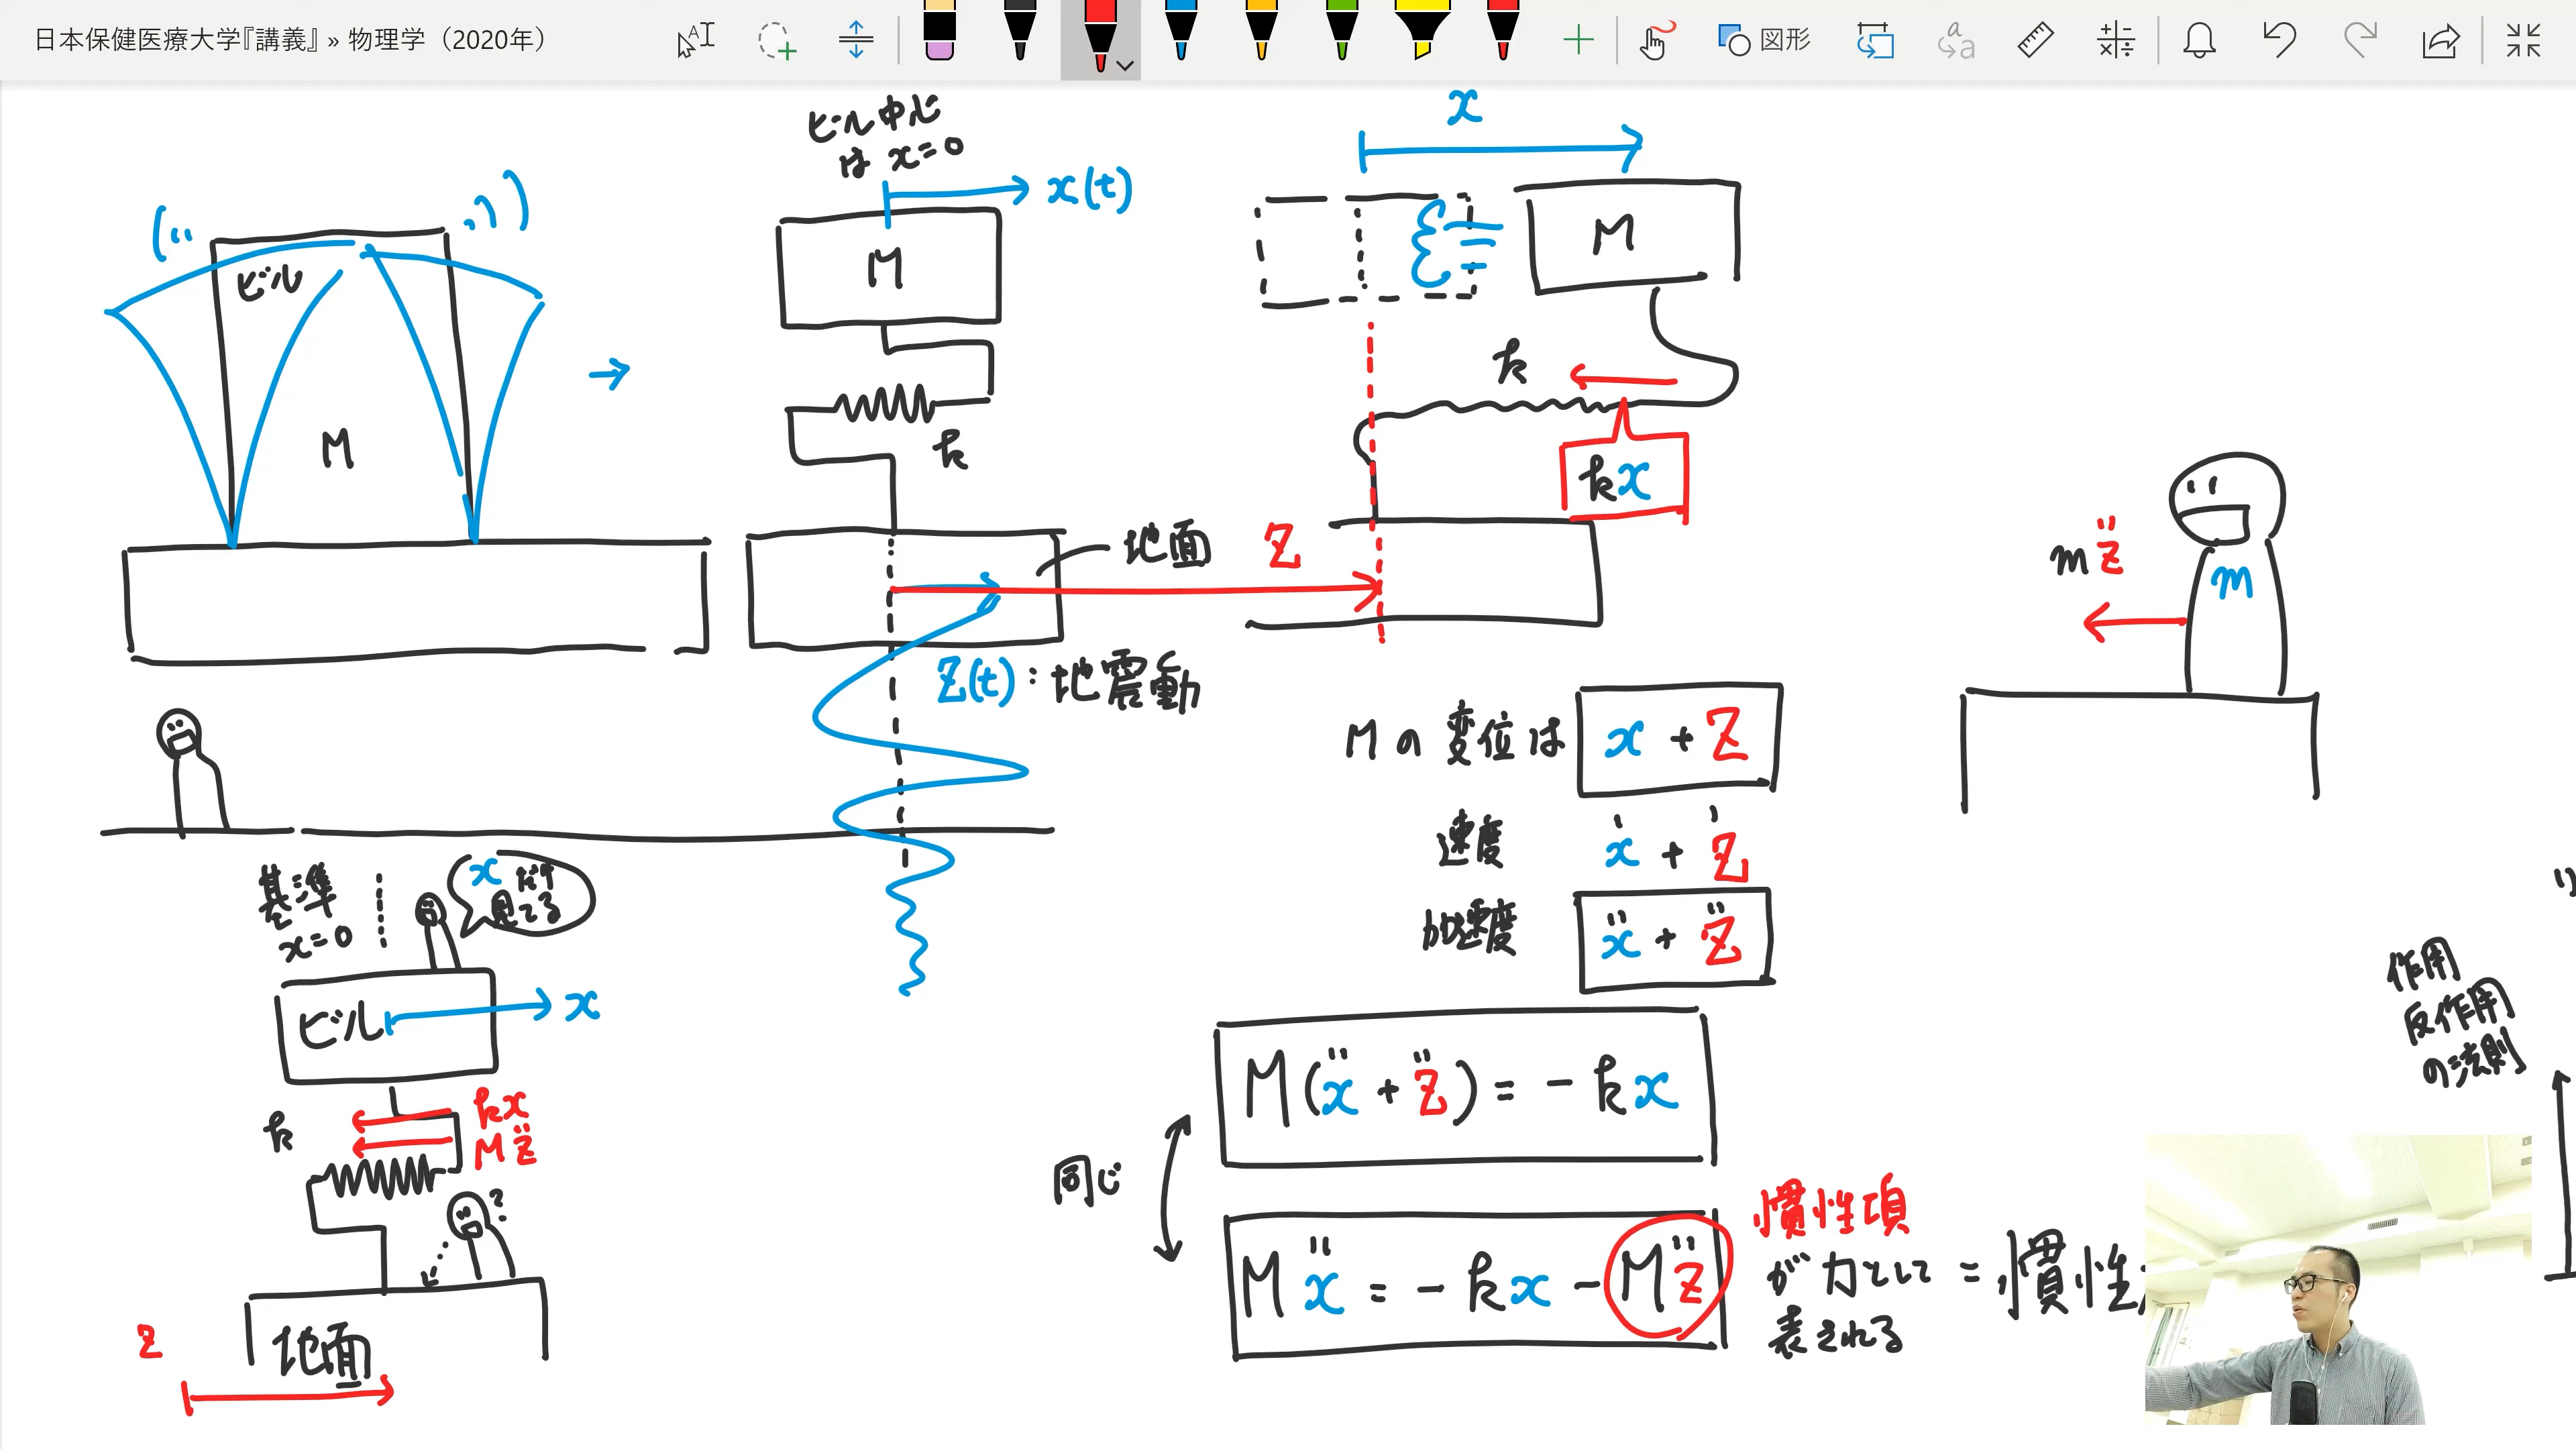 日本保健医療大学『講義』 » 物理学（2020年）
図形
ビル
M
ビル中心
は x=0
x(t)
M
k
地面
Z(t)：地震動
x
M
k
kx
Z
mz̈
m
Mの変位は x + Z
速度 ẋ + Ż
加速度 ẍ + Z̈
基準
x=0
x だけ
見てる
ビル
x
k
kx
Mz̈
?
地面
Z
M(ẍ + z̈) = - kx
同じ
Mẍ = - kx - Mz̈
慣性項
が力として = 慣性
表される
作用
反作用
の法則